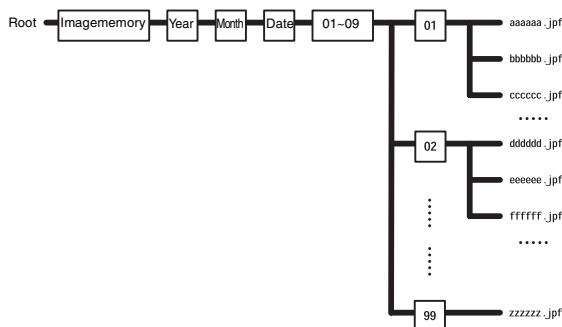 Root Imagememory Year Month Date 01~09 01 aaaaaa.jpf
bbbbbb.jpf
cccccc.jpf
.....
02 dddddd.jpf
eeeeee.jpf
ffffff.jpf
.....
99 zzzzzz.jpf